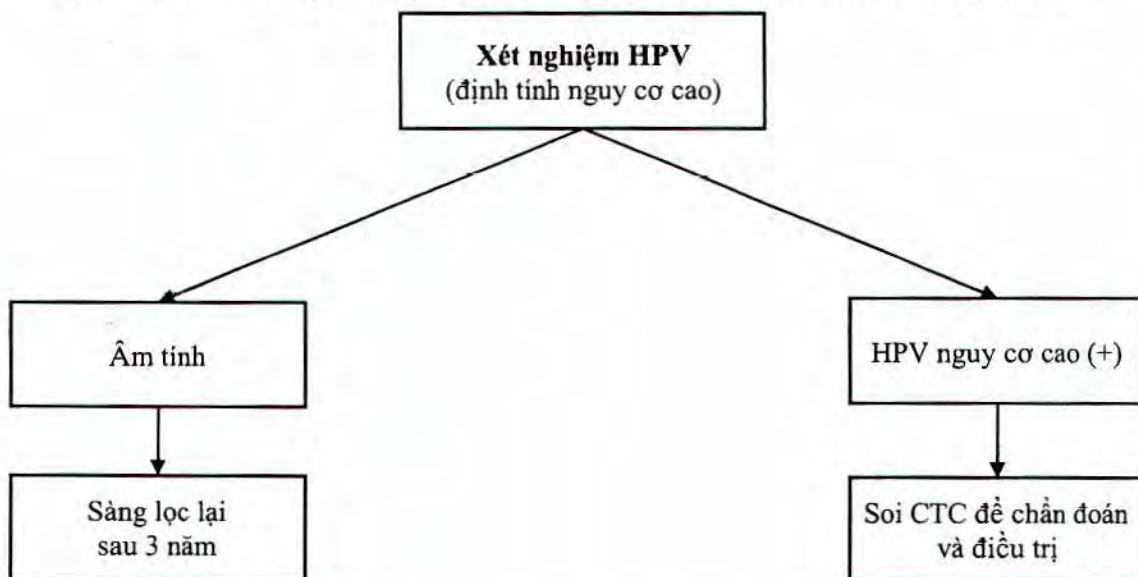 Xét nghiệm HPV
(định tính nguy cơ cao)
Âm tính
HPV nguy cơ cao (+)
Sàng lọc lại
sau 3 năm
Soi CTC để chẩn đoán
và điều trị